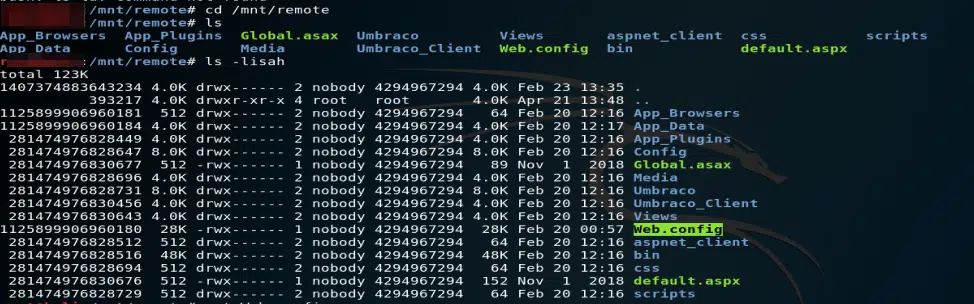 :/mnt/remote# cd /mnt/remote
:/mnt/remote# ls
App_Browsers App_Plugins Global.asax Umbraco Views aspnet_client css scripts
App_Data Config Media Umbraco_Client Web.config bin default.aspx
:/mnt/remote# ls -lisah
total 123K
1407374883643234 4.0K drwx------ 2 nobody 4294967294 4.0K Feb 23 13:35 .
393217 4.0K drwxr-xr-x 4 root root 4.0K Apr 21 13:48 ..
1125899906960181 512 drwx------ 2 nobody 4294967294 64 Feb 20 12:16 App_Browsers
1125899906960184 4.0K drwx------ 2 nobody 4294967294 4.0K Feb 20 12:17 App_Data
281474976828449 4.0K drwx------ 2 nobody 4294967294 4.0K Feb 20 12:16 App_Plugins
281474976828647 8.0K drwx------ 2 nobody 4294967294 8.0K Feb 20 12:16 Config
281474976830677 512 -rwx------ 1 nobody 4294967294 89 Nov 1 2018 Global.asax
281474976828696 4.0K drwx------ 2 nobody 4294967294 4.0K Feb 20 12:16 Media
281474976828731 8.0K drwx------ 2 nobody 4294967294 8.0K Feb 20 12:16 Umbraco
281474976830456 4.0K drwx------ 2 nobody 4294967294 4.0K Feb 20 12:16 Umbraco_Client
281474976830643 4.0K drwx------ 2 nobody 4294967294 4.0K Feb 20 12:16 Views
1125899906960180 28K -rwx------ 1 nobody 4294967294 28K Feb 20 00:57 Web.config
281474976828512 512 drwx------ 2 nobody 4294967294 64 Feb 20 12:16 aspnet_client
281474976828516 48K drwx------ 2 nobody 4294967294 48K Feb 20 12:16 bin
281474976828694 512 drwx------ 2 nobody 4294967294 64 Feb 20 12:16 css
281474976830676 512 -rwx------ 1 nobody 4294967294 152 Nov 1 2018 default.aspx
281474976828729 512 drwx------ 2 nobody 4294967294 64 Feb 20 12:16 scripts